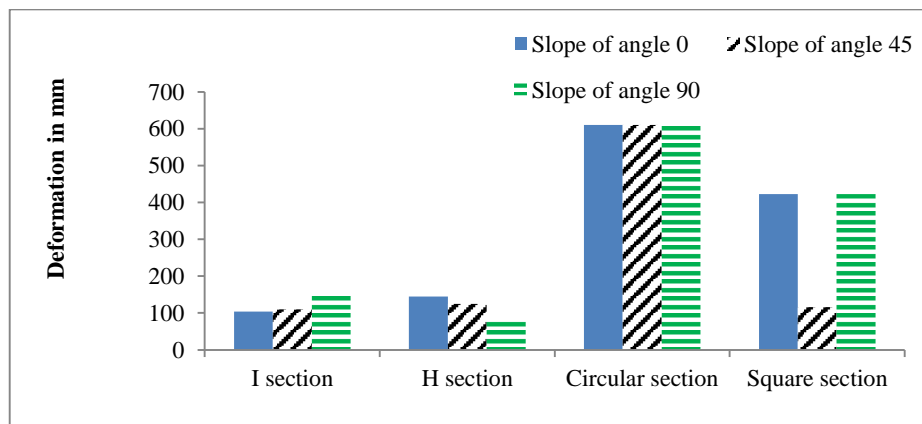 Slope of angle 0 Slope of angle 45
Slope of angle 90
Deformation in mm
700
600
500
400
300
200
100
0
I section H section Circular section Square section